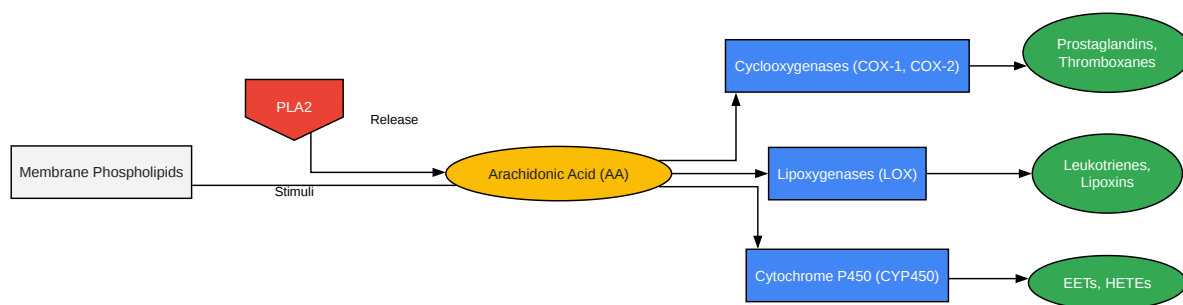 Membrane Phospholipids
PLA2
Release
Stimuli
Arachidonic Acid (AA)
Cyclooxygenases (COX-1, COX-2)
Prostaglandins,
Thromboxanes
Lipoxygenases (LOX)
Leukotrienes,
Lipoxins
Cytochrome P450 (CYP450)
EETs, HETEs